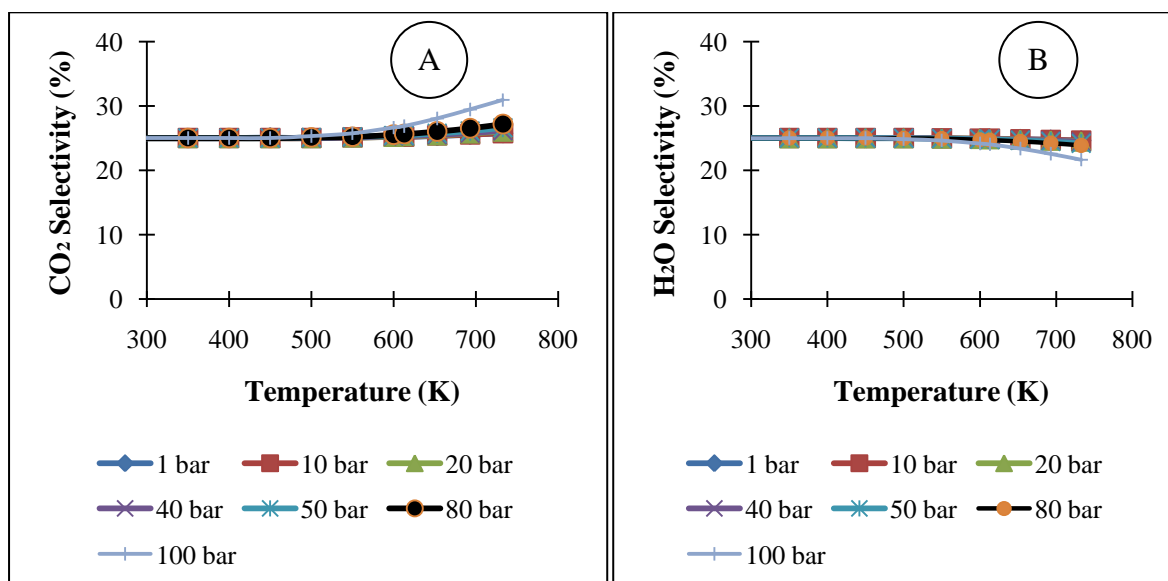 A
CO₂ Selectivity (%)
40
30
20
10
0
300 400 500 600 700 800
Temperature (K)
1 bar 10 bar 20 bar
40 bar 50 bar 80 bar
100 bar
B
H₂O Selectivity (%)
40
30
20
10
0
300 400 500 600 700 800
Temperature (K)
1 bar 10 bar 20 bar
40 bar 50 bar 80 bar
100 bar